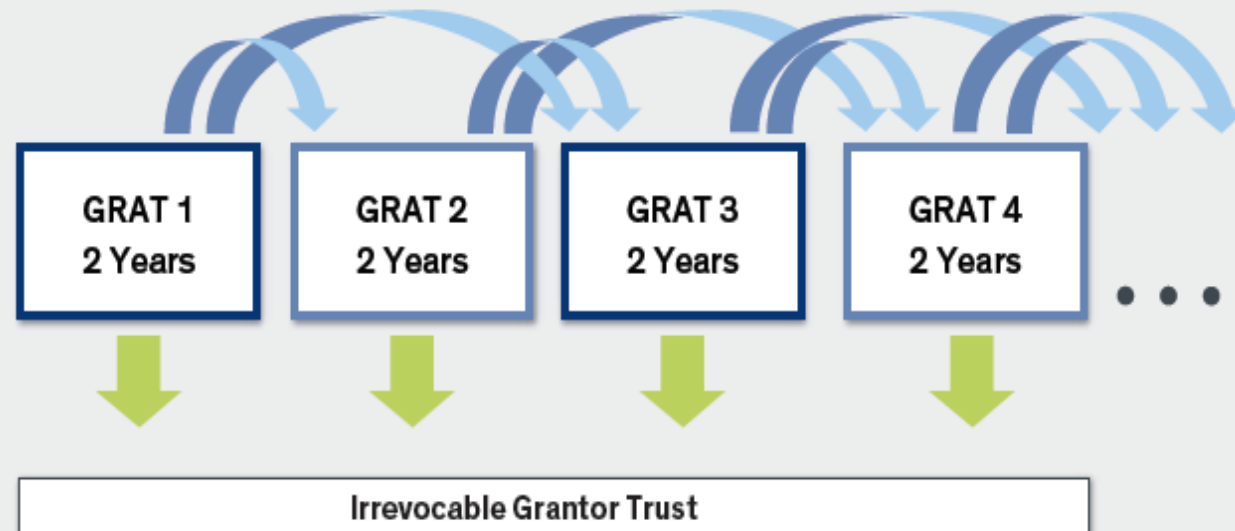 GRAT 1
2 Years
GRAT 2
2 Years
GRAT 3
2 Years
GRAT 4
2 Years
Irrevocable Grantor Trust